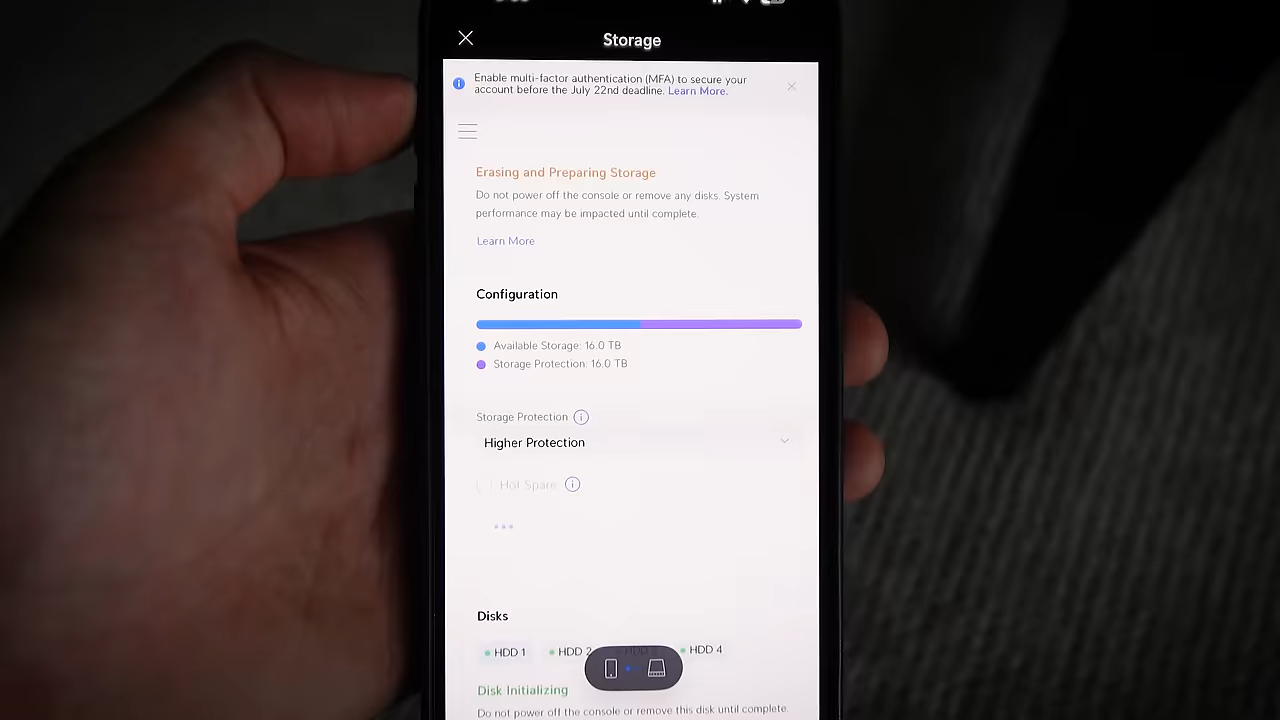 Storage
Enable multi-factor authentication (MFA) to secure your
account before the July 22nd deadline. Learn More.
Erasing and Preparing Storage
Do not power off the console or remove any disks. System
performance may be impacted until complete.
Learn More
Configuration
Available Storage: 16.0 TB
Storage Protection: 16.0 TB
Storage Protection
Higher Protection
Hot Spare
Disks
HDD 1 HDD 2 HDD 4
Disk Initializing
Do not power off the console or remove this disk until complete.